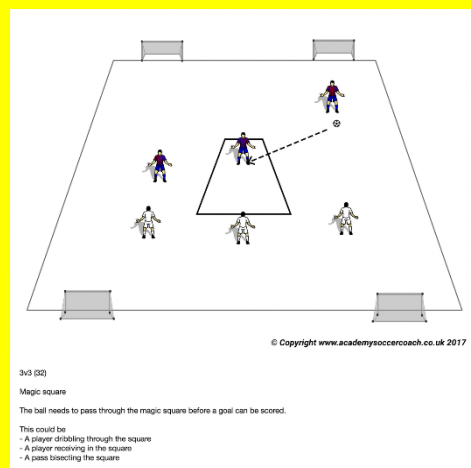 © Copyright www.academysoccercoach.co.uk 2017
3v3 (32)
Magic square
The ball needs to pass through the magic square before a goal can be scored.
This could be
- A player dribbling through the square
- A player receiving in the square
- A pass bisecting the square